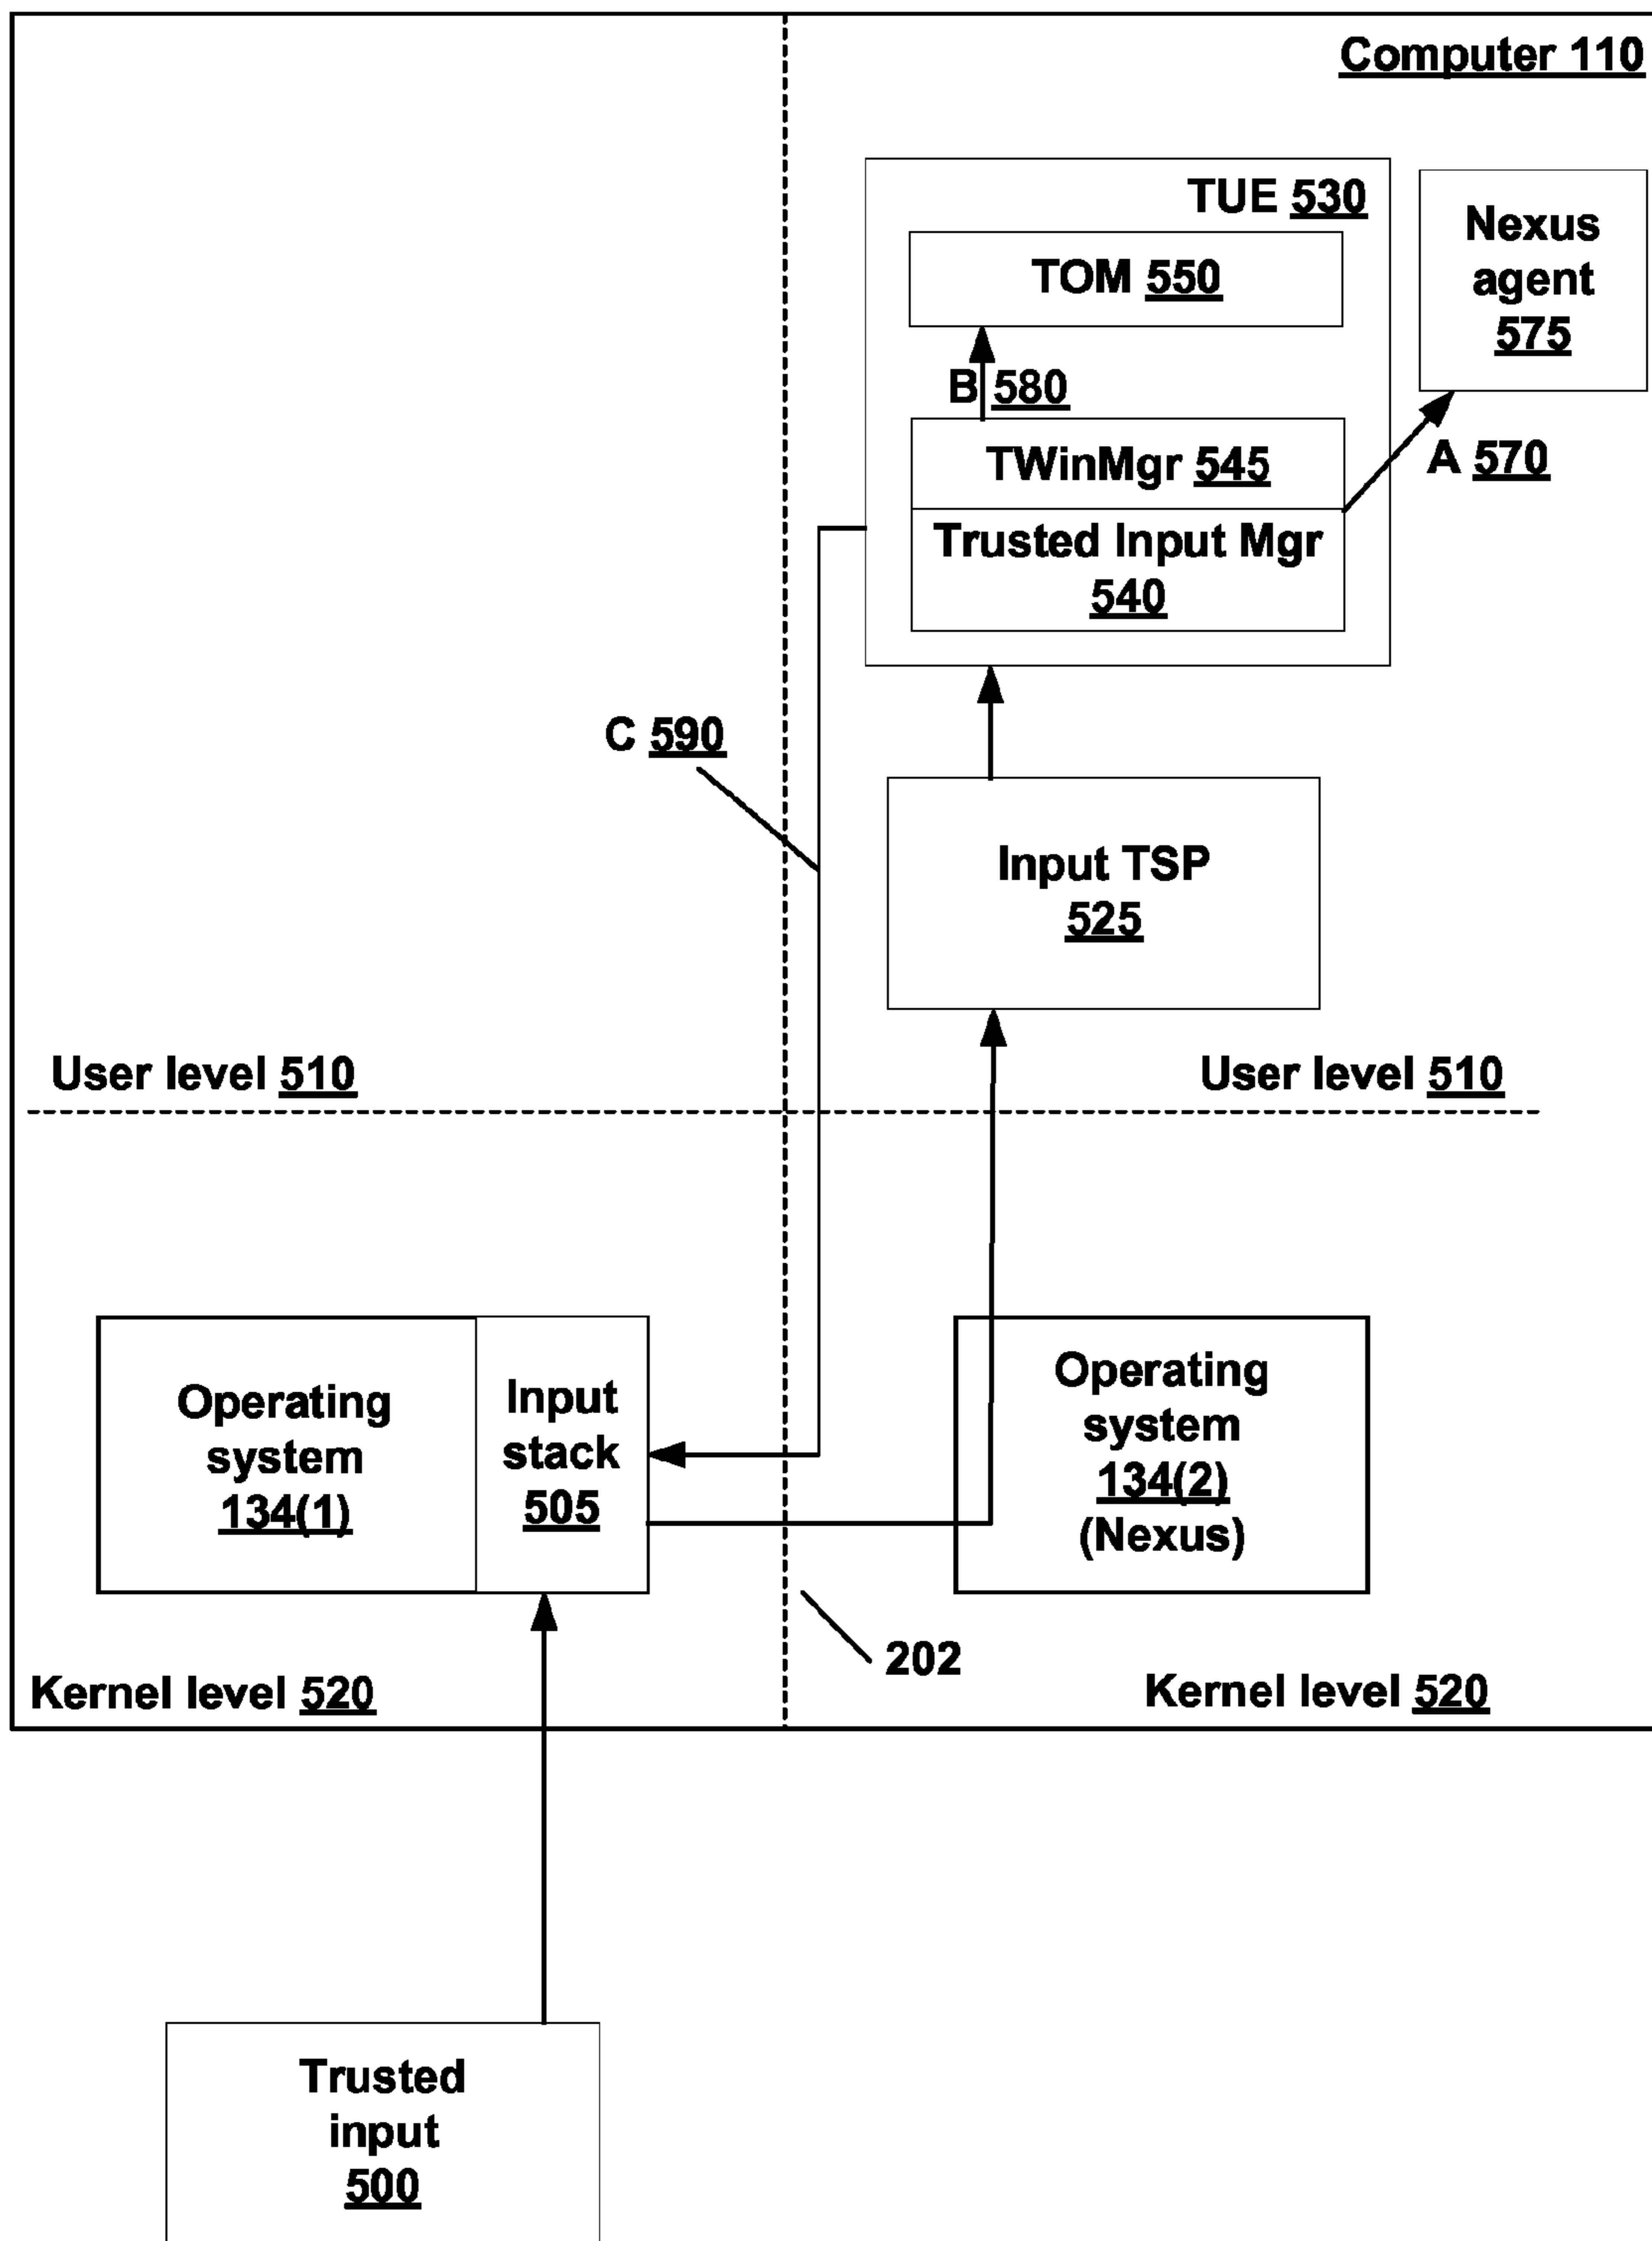 Computer 110
TUE 530
Nexus
agent
575
TOM 550
B 580
TWinMgr 545
A 570
Trusted Input Mgr
540
C 590
Input TSP
525
User level 510
User level 510
Operating
system
134(1)
Input
stack
505
Operating
system
134(2)
(Nexus)
202
Kernel level 520
Kernel level 520
Trusted
input
500